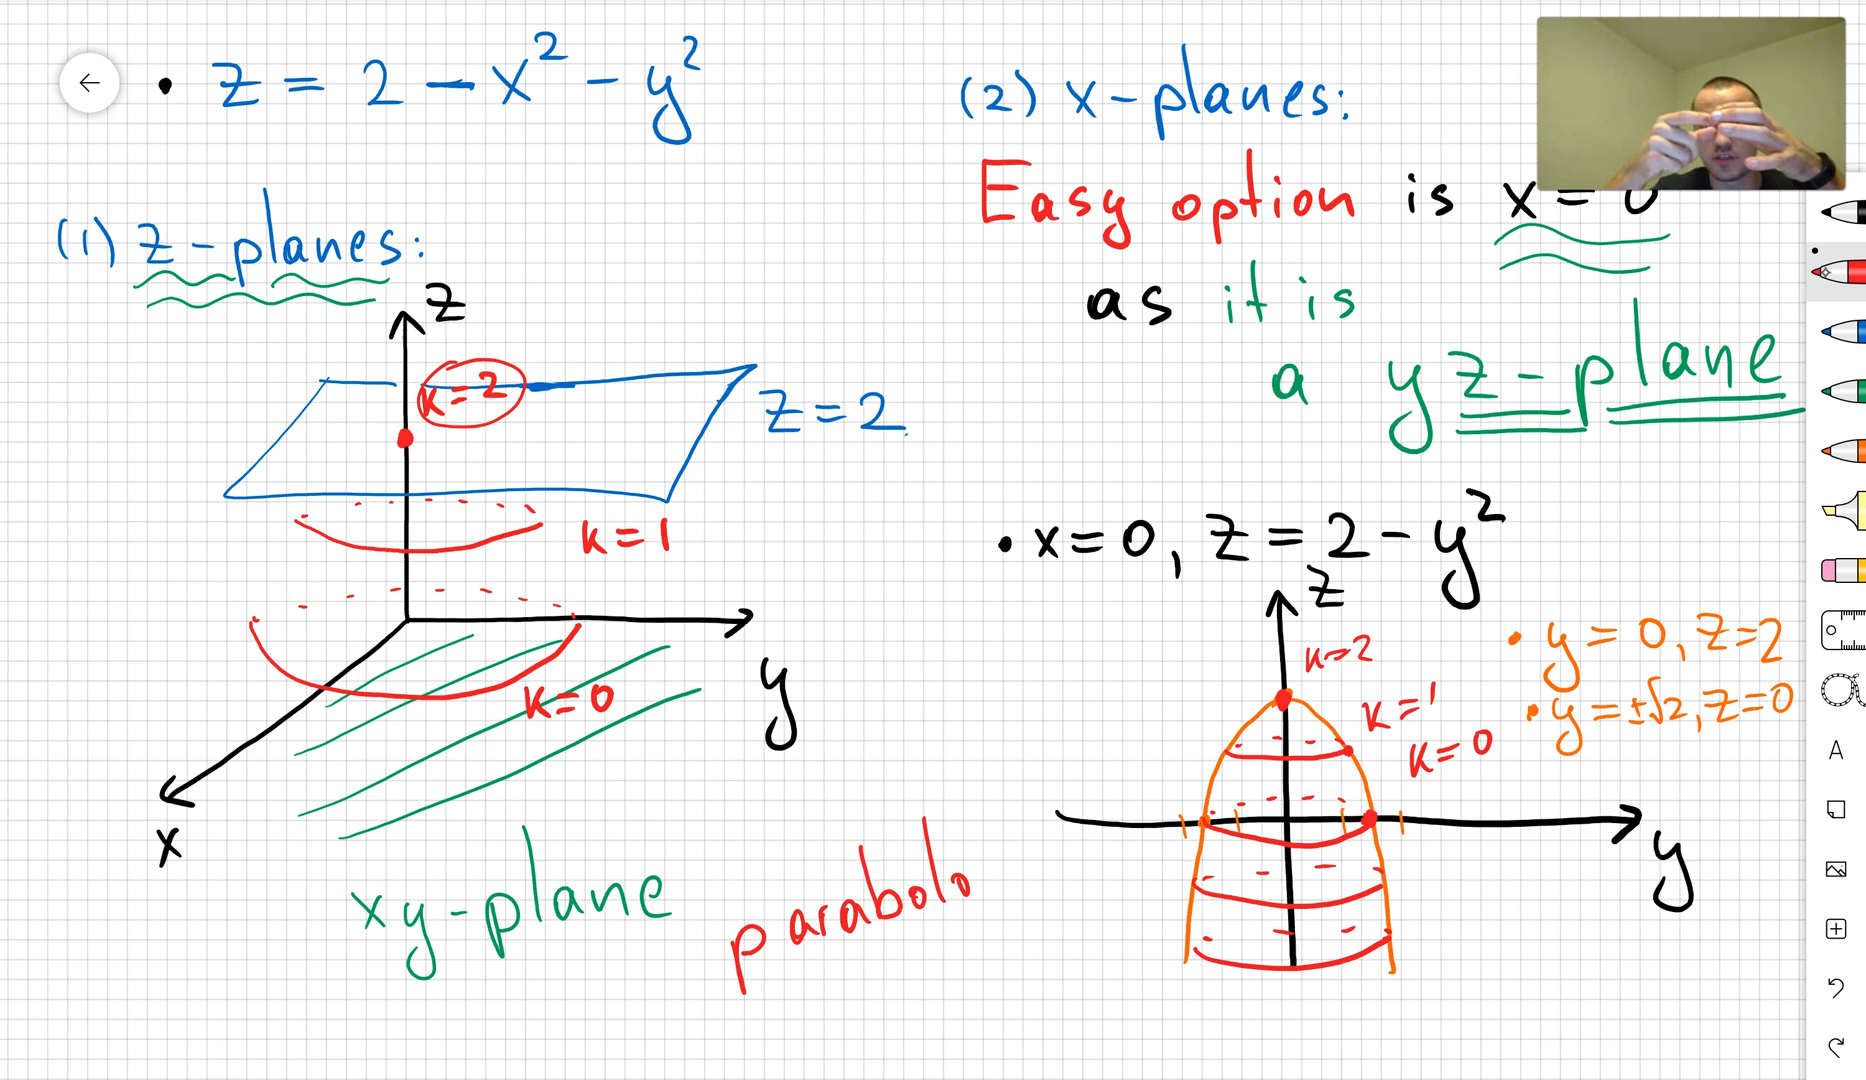 • z = 2 - x² - y²
(1) z-planes:
z
k=2
z=2
k=1
y
k=0
x
xy-plane
parabolo
(2) x-planes:
Easy option is x=0
as it is
a yz-plane
• x=0, z=2-y²
z
• y=0, z=2
k=2
• y=±√2, z=0
k=1
k=0
y
A